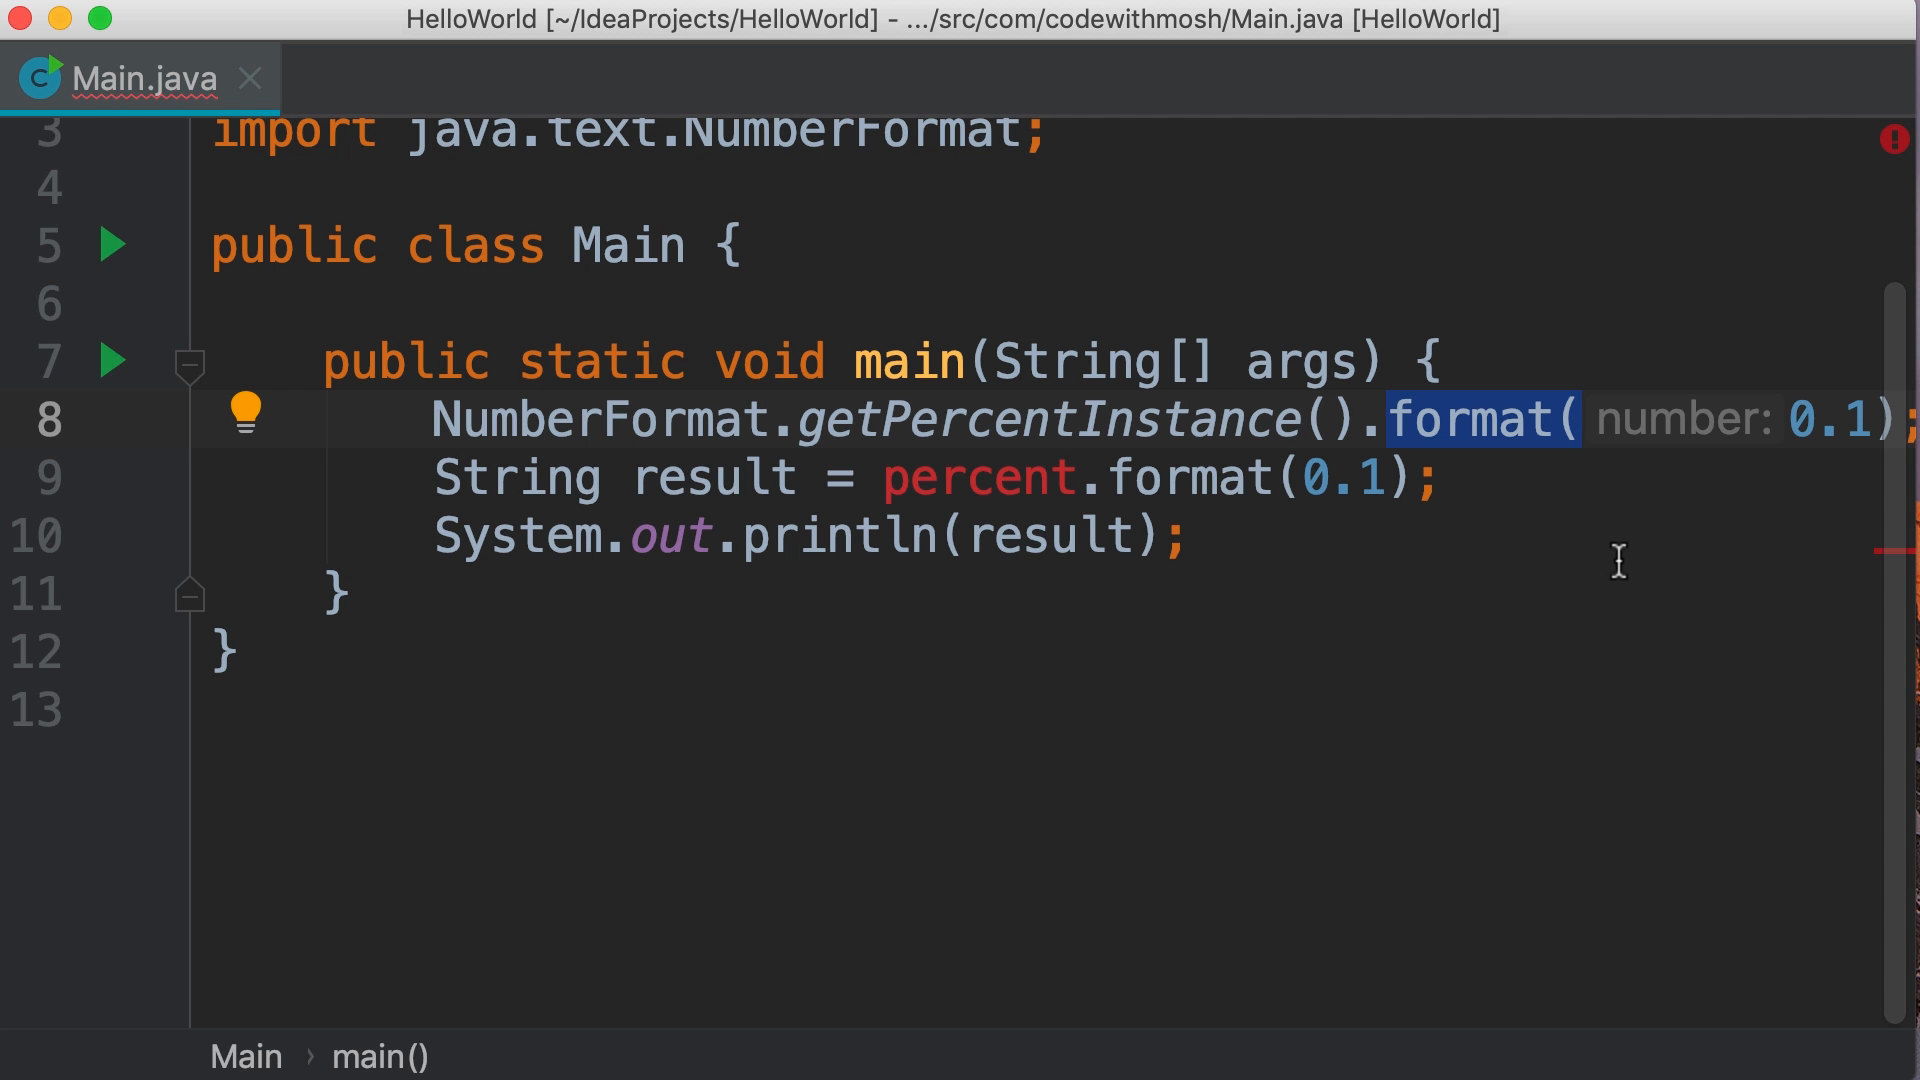 HelloWorld [~/IdeaProjects/HelloWorld] - .../src/com/codewithmosh/Main.java [HelloWorld]
Main.java
3 import java.text.NumberFormat;
4
5 public class Main {
6
7 public static void main(String[] args) {
8 NumberFormat.getPercentInstance().format( number: 0.1);
9 String result = percent.format(0.1);
10 System.out.println(result);
11 }
12 }
13
Main › main()